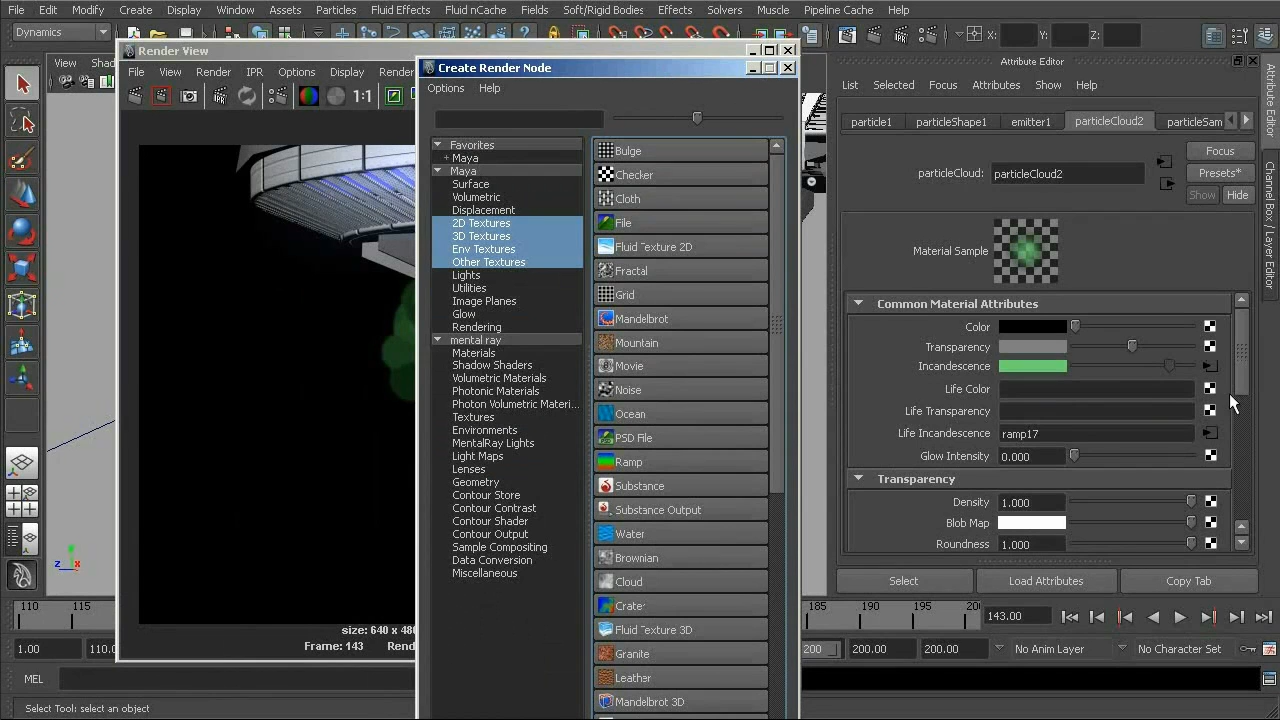 File Edit Modify Create Display Window Assets Animate Particles Fluid Effects Fluid nCache Fields Soft/Rigid Bodies Effects Solvers Muscle Pipeline Cache Help
Dynamics
X: Y: Z:
View
Render View
File View Render IPR Options Display
1:1
size: 640 x 480
Frame: 143
Create Render Node
Options Help
Favorites
+ Maya
Maya
Surface
Volumetric
Displacement
2D Textures
3D Textures
Env Textures
Other Textures
Lights
Utilities
Image Planes
Glow
Rendering
mental ray
Materials
Shadow Shaders
Volumetric Materials
Photonic Materials
Photon Volumetric Materi...
Textures
Environments
MentalRay Lights
Light Maps
Lenses
Geometry
Contour Store
Contour Contrast
Contour Shader
Contour Output
Sample Compositing
Data Conversion
Miscellaneous
Bulge
Checker
Cloth
File
Fluid Texture 2D
Fractal
Grid
Mandelbrot
Mountain
Movie
Noise
Ocean
PSD File
Ramp
Substance
Substance Output
Water
Brownian
Cloud
Crater
Fluid Texture 3D
Granite
Leather
Mandelbrot 3D
Attribute Editor
List Selected Focus Attributes Show Help
particle1 particleShape1 emitter1 particleCloud2 particleSam
particleCloud: particleCloud2
Focus
Presets*
Show Hide
Material Sample
Common Material Attributes
Color
Transparency
Incandescence
Life Color
Life Transparency
Life Incandescence ramp17
Glow Intensity 0.000
Transparency
Density 1.000
Blob Map
Roundness 1.000
Select Load Attributes Copy Tab
Attribute Editor
Channel Box / Layer Editor
110 115 185 190 195 200 143.00
1.00 110.0 200 200.00 200.00 No Anim Layer No Character Set
MEL
Select Tool: select an object